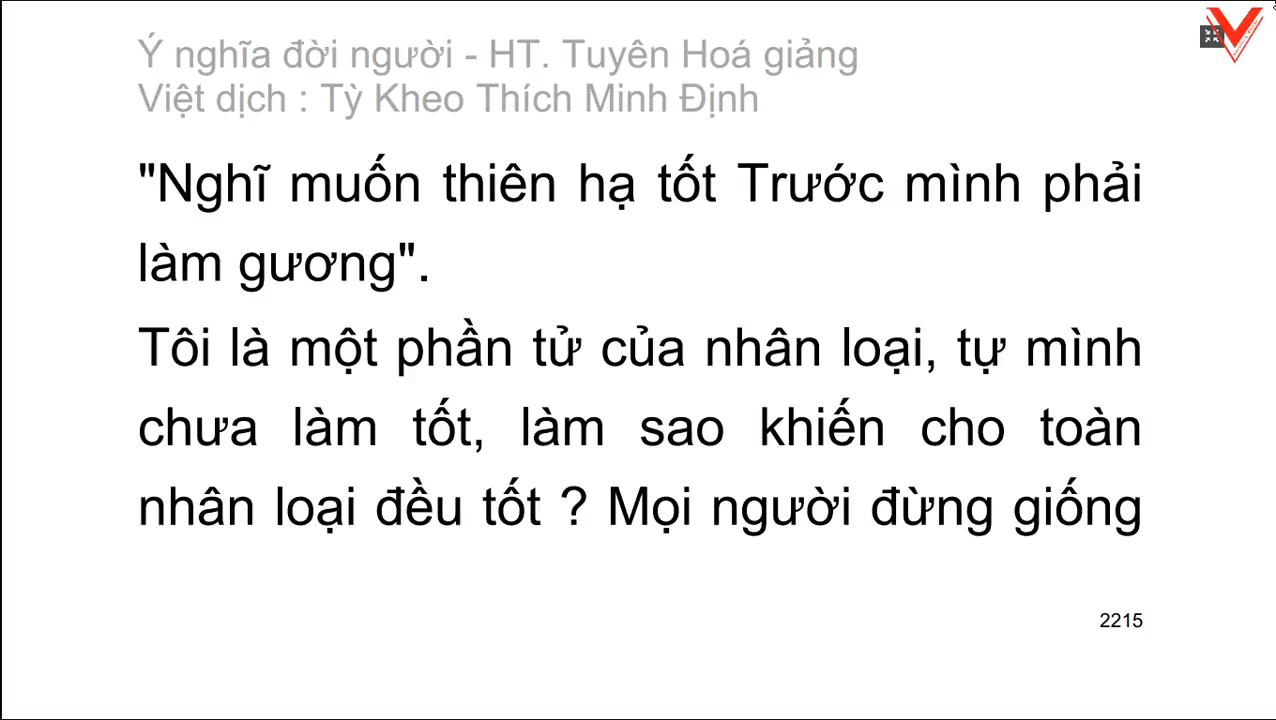 Ý nghĩa đời người - HT. Tuyên Hoá giảng
Việt dịch : Tỳ Kheo Thích Minh Định
"Nghĩ muốn thiên hạ tốt Trước mình phải
làm gương".
Tôi là một phần tử của nhân loại, tự mình
chưa làm tốt, làm sao khiến cho toàn
nhân loại đều tốt ? Mọi người đừng giống
2215